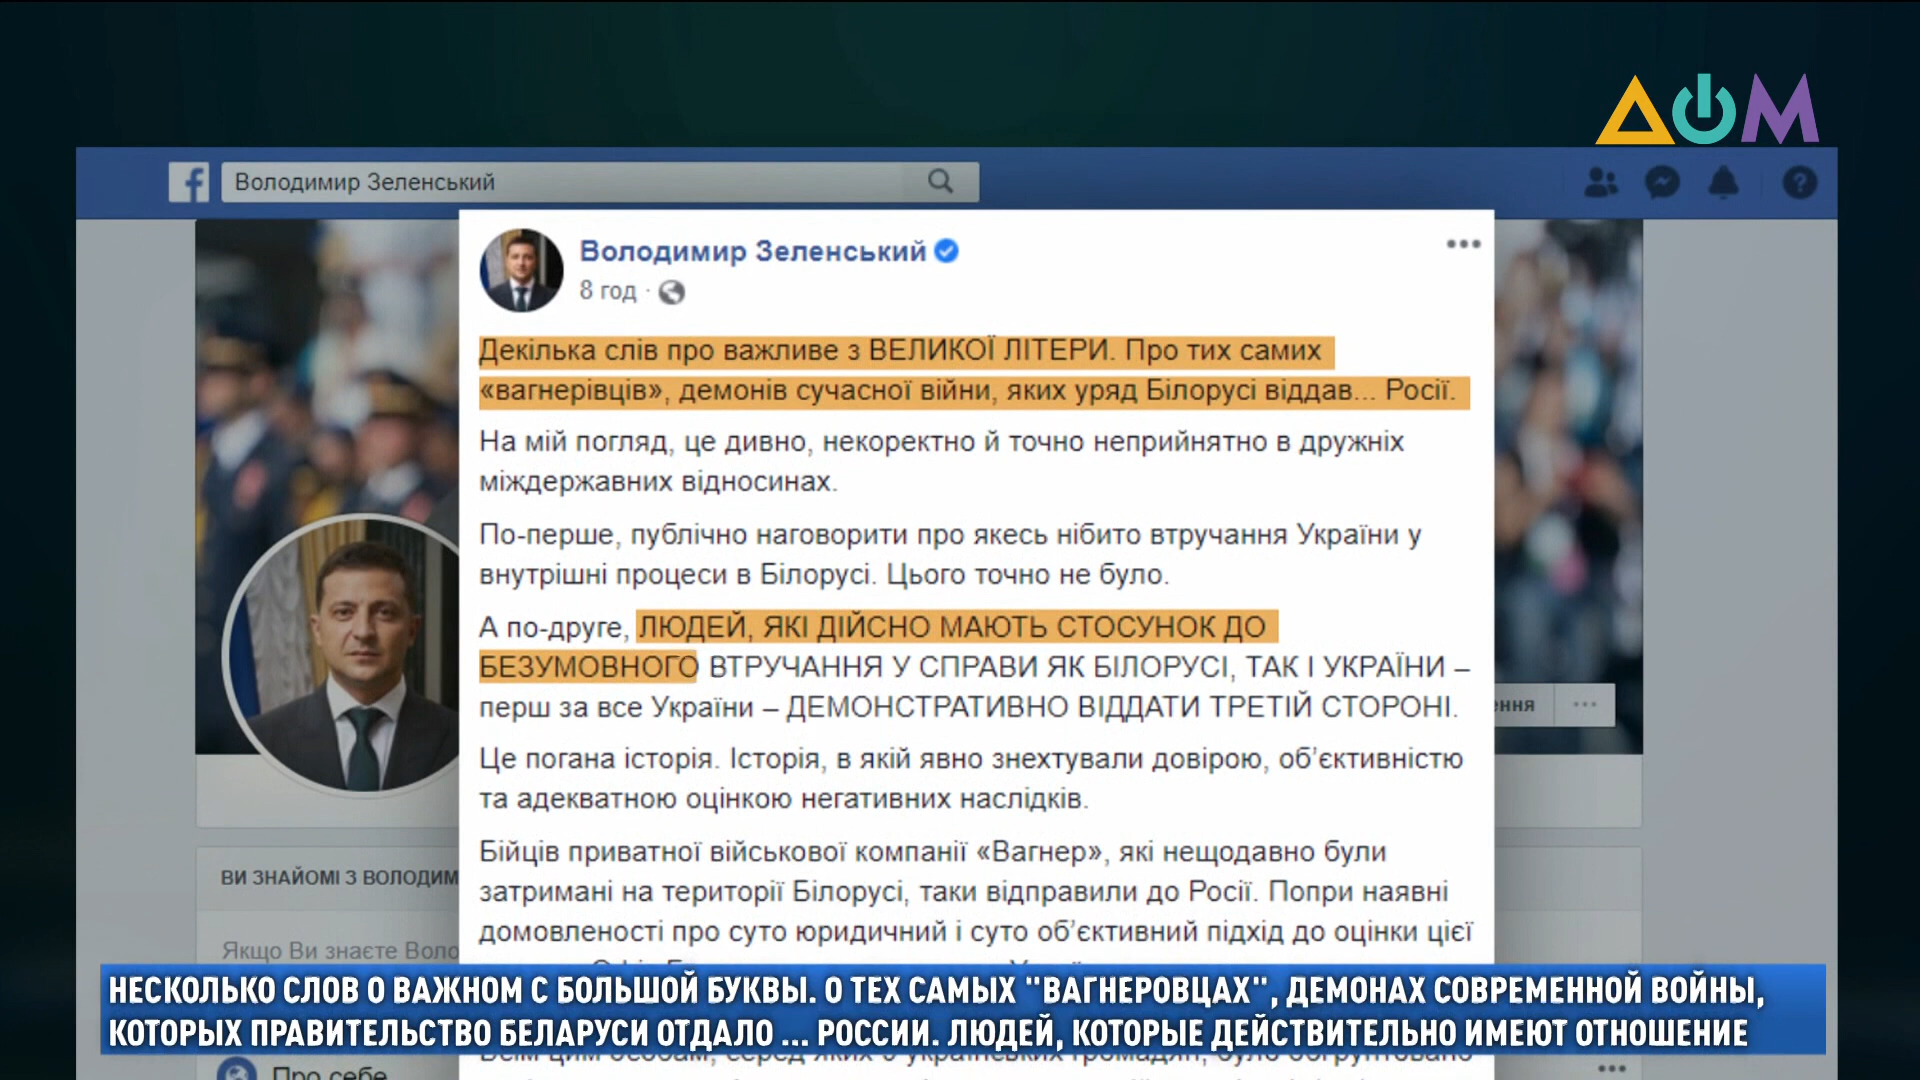 ДОМ
Володимир Зеленський
Володимир Зеленський
8 год ·
Декілька слів про важливе з ВЕЛИКОЇ ЛІТЕРИ. Про тих самих
«вагнерівців», демонів сучасної війни, яких уряд Білорусі віддав... Росії.
На мій погляд, це дивно, некоректно й точно неприйнятно в дружніх
міждержавних відносинах.
По-перше, публічно наговорити про якесь нібито втручання України у
внутрішні процеси в Білорусі. Цього точно не було.
А по-друге, ЛЮДЕЙ, ЯКІ ДІЙСНО МАЮТЬ СТОСУНОК ДО
БЕЗУМОВНОГО ВТРУЧАННЯ У СПРАВИ ЯК БІЛОРУСІ, ТАК І УКРАЇНИ –
перш за все України – ДЕМОНСТРАТИВНО ВІДДАТИ ТРЕТІЙ СТОРОНІ.
Це погана історія. Історія, в якій явно знехтували довірою, об’єктивністю
та адекватною оцінкою негативних наслідків.
Бійців приватної військової компанії «Вагнер», які нещодавно були
затримані на території Білорусі, таки відправили до Росії. Попри наявні
домовленості про суто юридичний і суто об’єктивний підхід до оцінки цієї
ВИ ЗНАЙОМІ З ВОЛОДИМ
Якщо Ви знаєте Воло
НЕСКОЛЬКО СЛОВ О ВАЖНОМ С БОЛЬШОЙ БУКВЫ. О ТЕХ САМЫХ "ВАГНЕРОВЦАХ", ДЕМОНАХ СОВРЕМЕННОЙ ВОЙНЫ,
КОТОРЫХ ПРАВИТЕЛЬСТВО БЕЛАРУСИ ОТДАЛО ... РОССИИ. ЛЮДЕЙ, КОТОРЫЕ ДЕЙСТВИТЕЛЬНО ИМЕЮТ ОТНОШЕНИЕ
Про себе